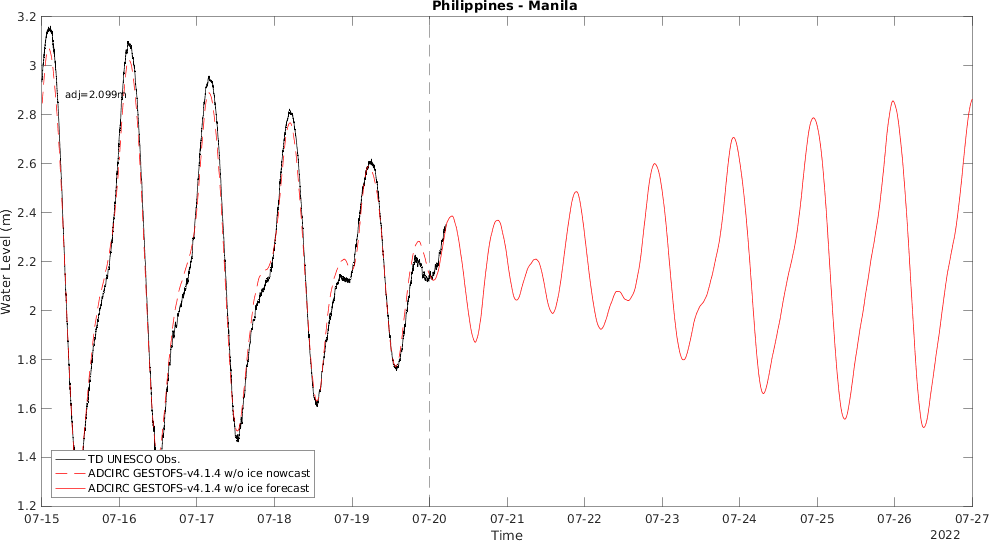 Philippines - Manila
3.2
3
2.8
2.6
2.4
2.2
2
1.8
1.6
1.4
1.2
Water Level (m)
adj=2.099m
TD UNESCO Obs.
ADCIRC GESTOFS-v4.1.4 w/o ice nowcast
ADCIRC GESTOFS-v4.1.4 w/o ice forecast
07-15 07-16 07-17 07-18 07-19 07-20 07-21 07-22 07-23 07-24 07-25 07-26 07-27
Time
2022